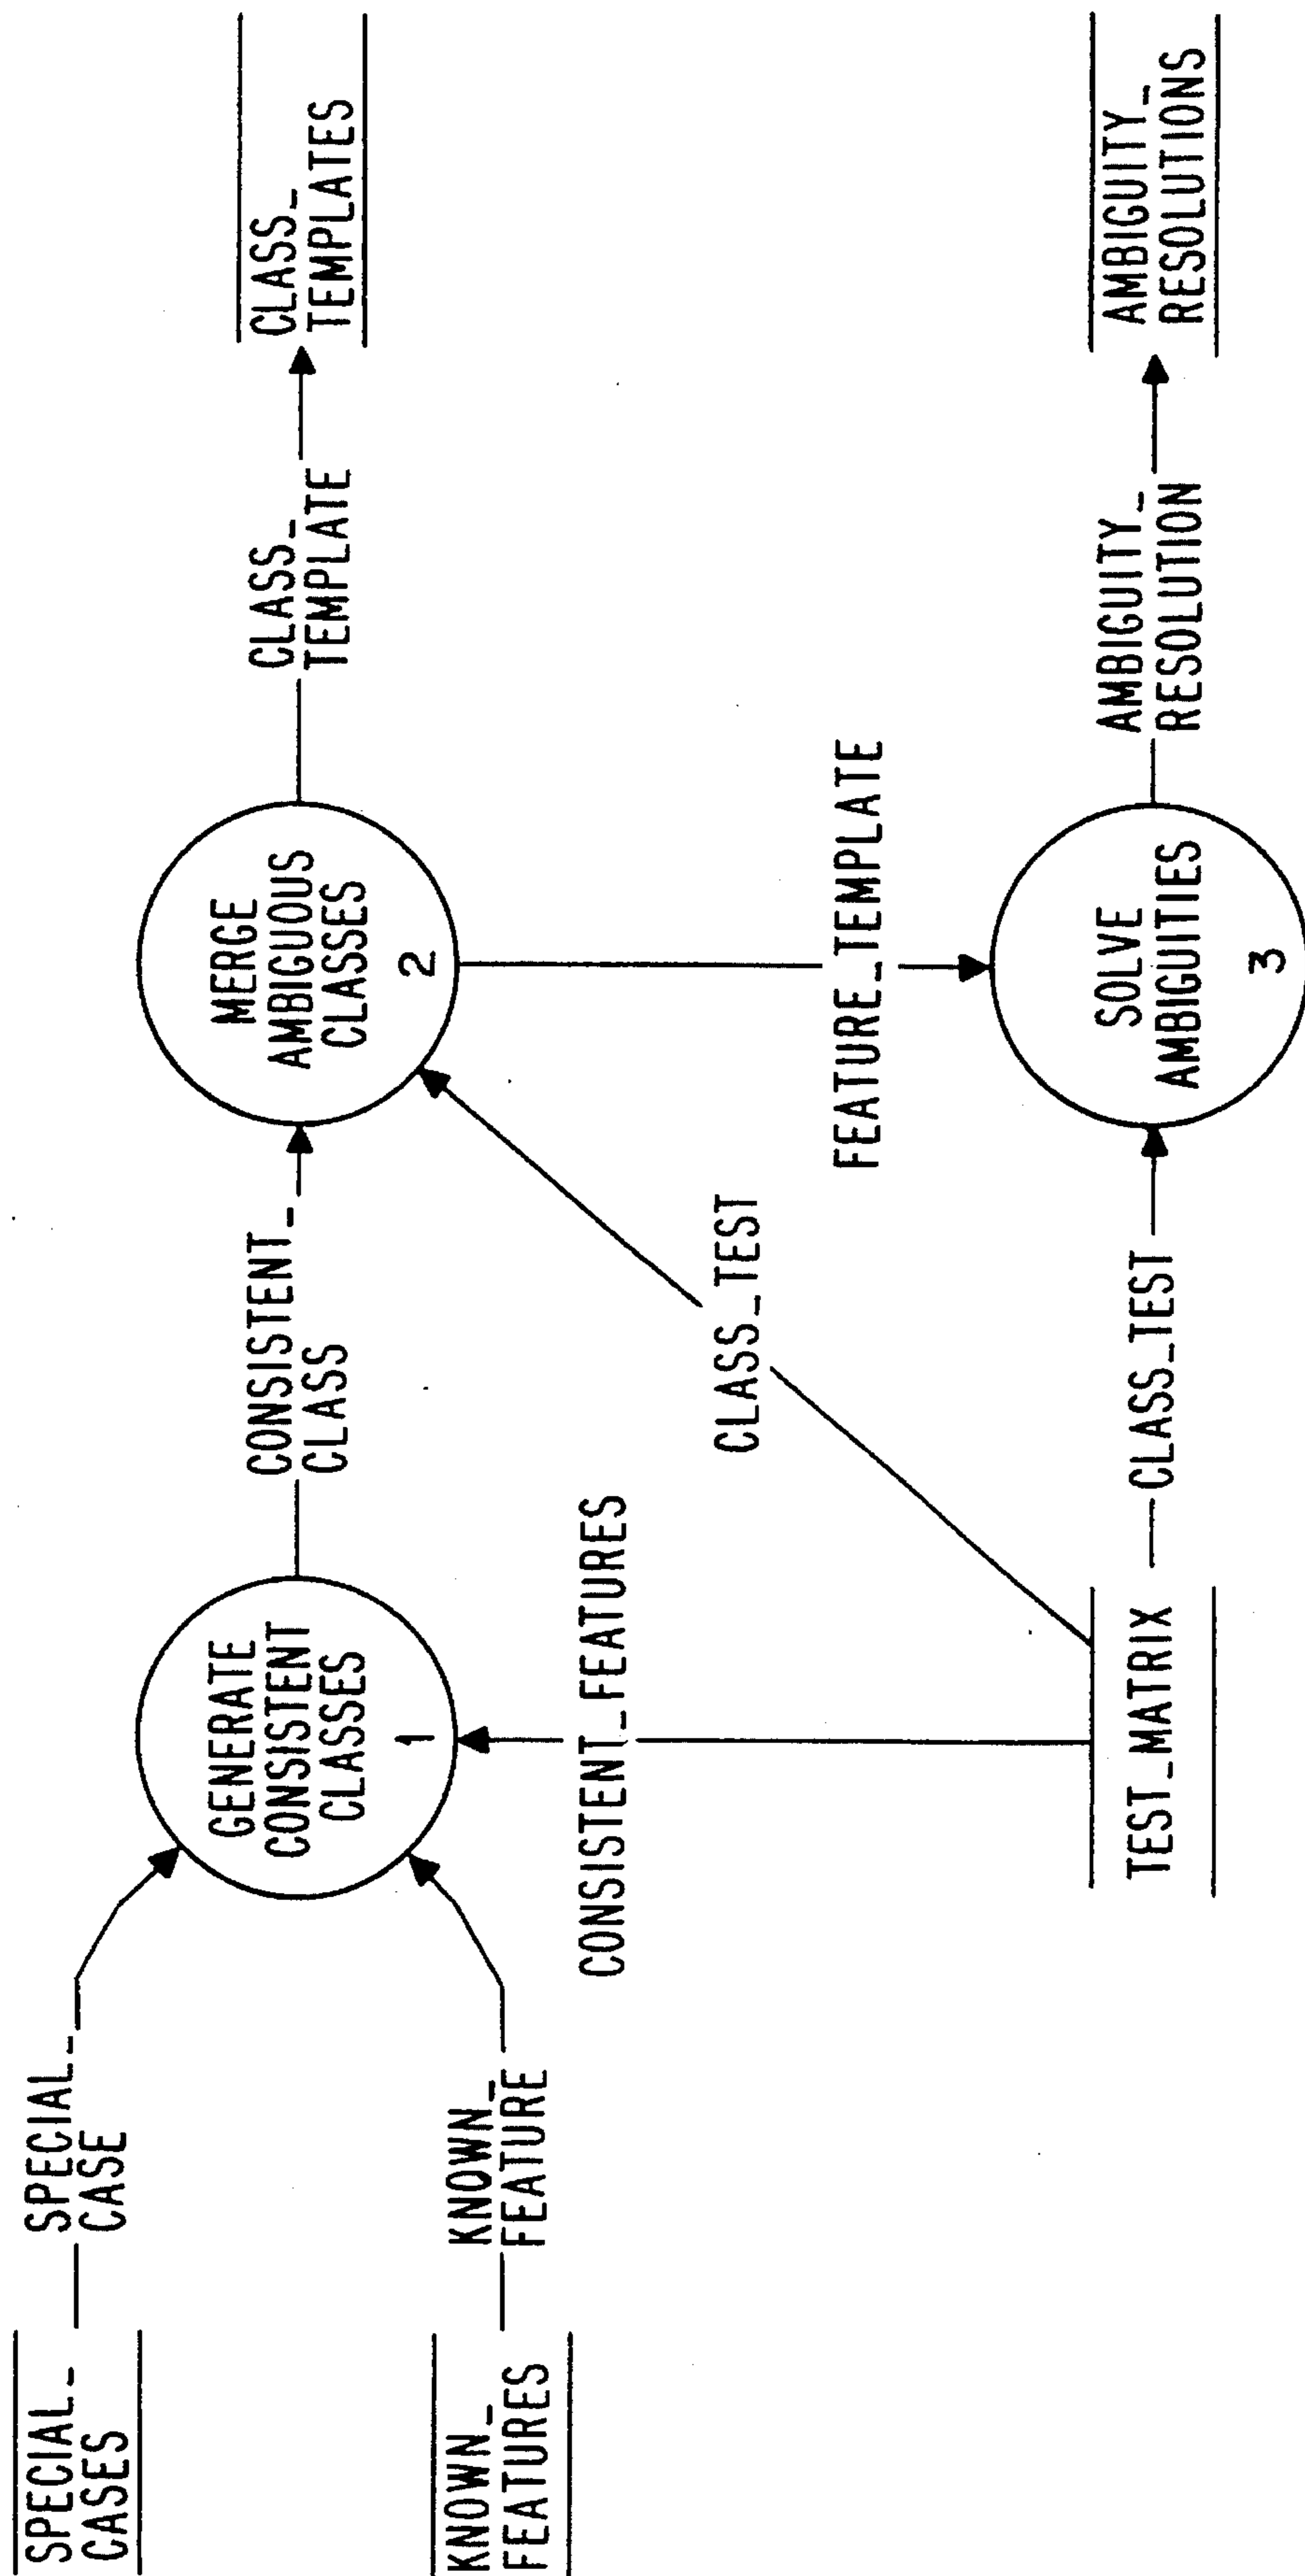 SPECIAL_
CASES
SPECIAL_
CASE
KNOWN_
FEATURES
KNOWN_
FEATURE
GENERATE
CONSISTENT
CLASSES
1
CONSISTENT_
CLASS
MERGE
AMBIGUOUS
CLASSES
2
CLASS_
TEMPLATE
CLASS_
TEMPLATES
CONSISTENT_FEATURES
CLASS_TEST
FEATURE_TEMPLATE
TEST_MATRIX
CLASS_TEST
SOLVE
AMBIGUITIES
3
AMBIGUITY_
RESOLUTION
AMBIGUITY_
RESOLUTIONS